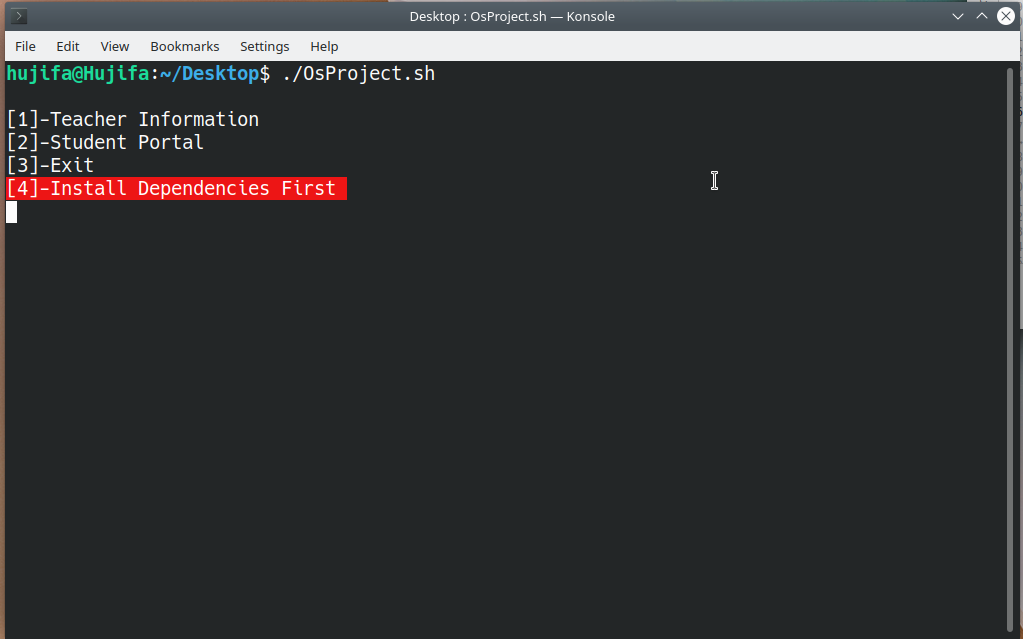 Desktop : OsProject.sh — Konsole
File Edit View Bookmarks Settings Help
hujifa@Hujifa:~/Desktop$ ./OsProject.sh
[1]-Teacher Information
[2]-Student Portal
[3]-Exit
[4]-Install Dependencies First